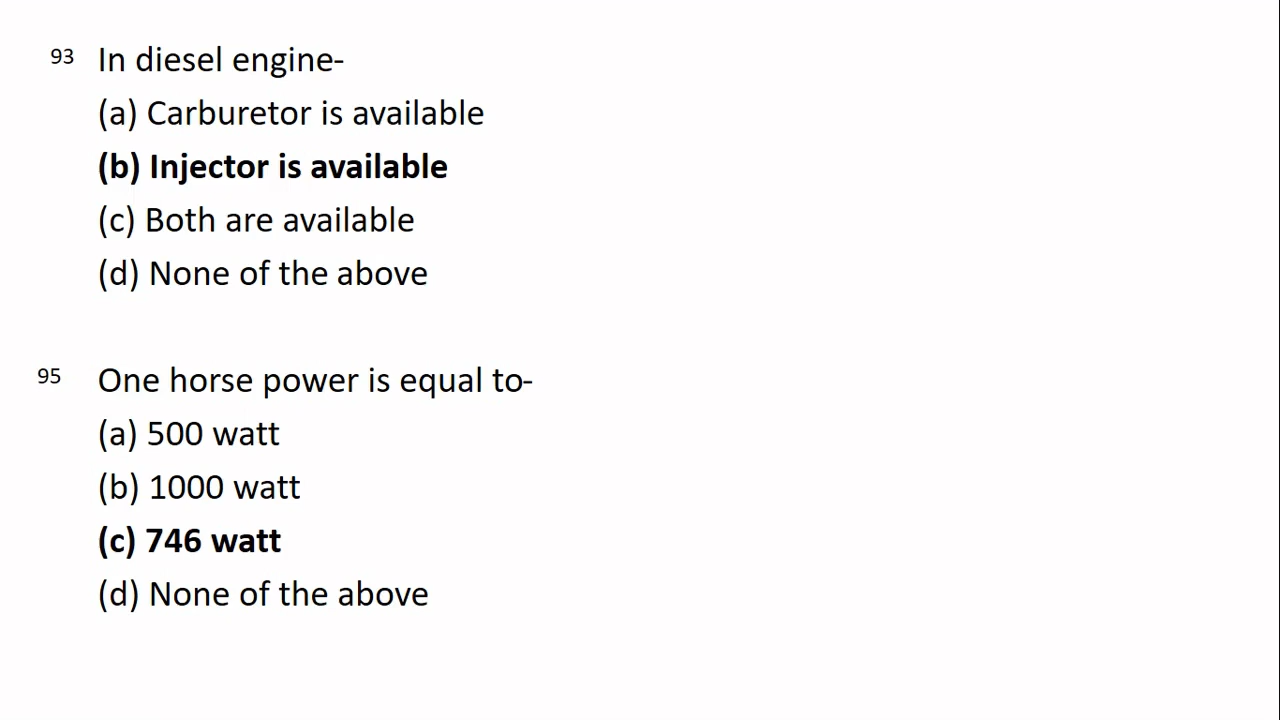 93 In diesel engine-
(a) Carburetor is available
(b) Injector is available
(c) Both are available
(d) None of the above
95 One horse power is equal to-
(a) 500 watt
(b) 1000 watt
(c) 746 watt
(d) None of the above